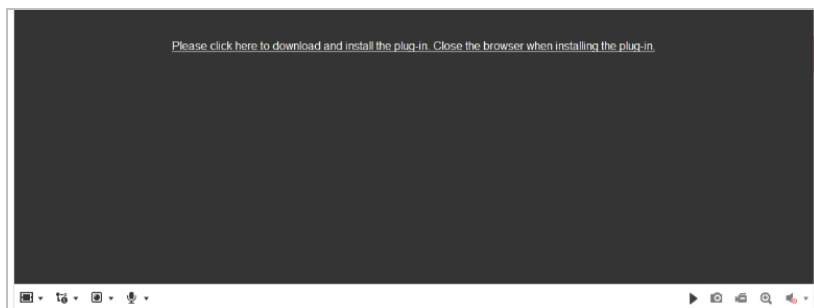 Please click here to download and install the plug-in. Close the browser when installing the plug-in.